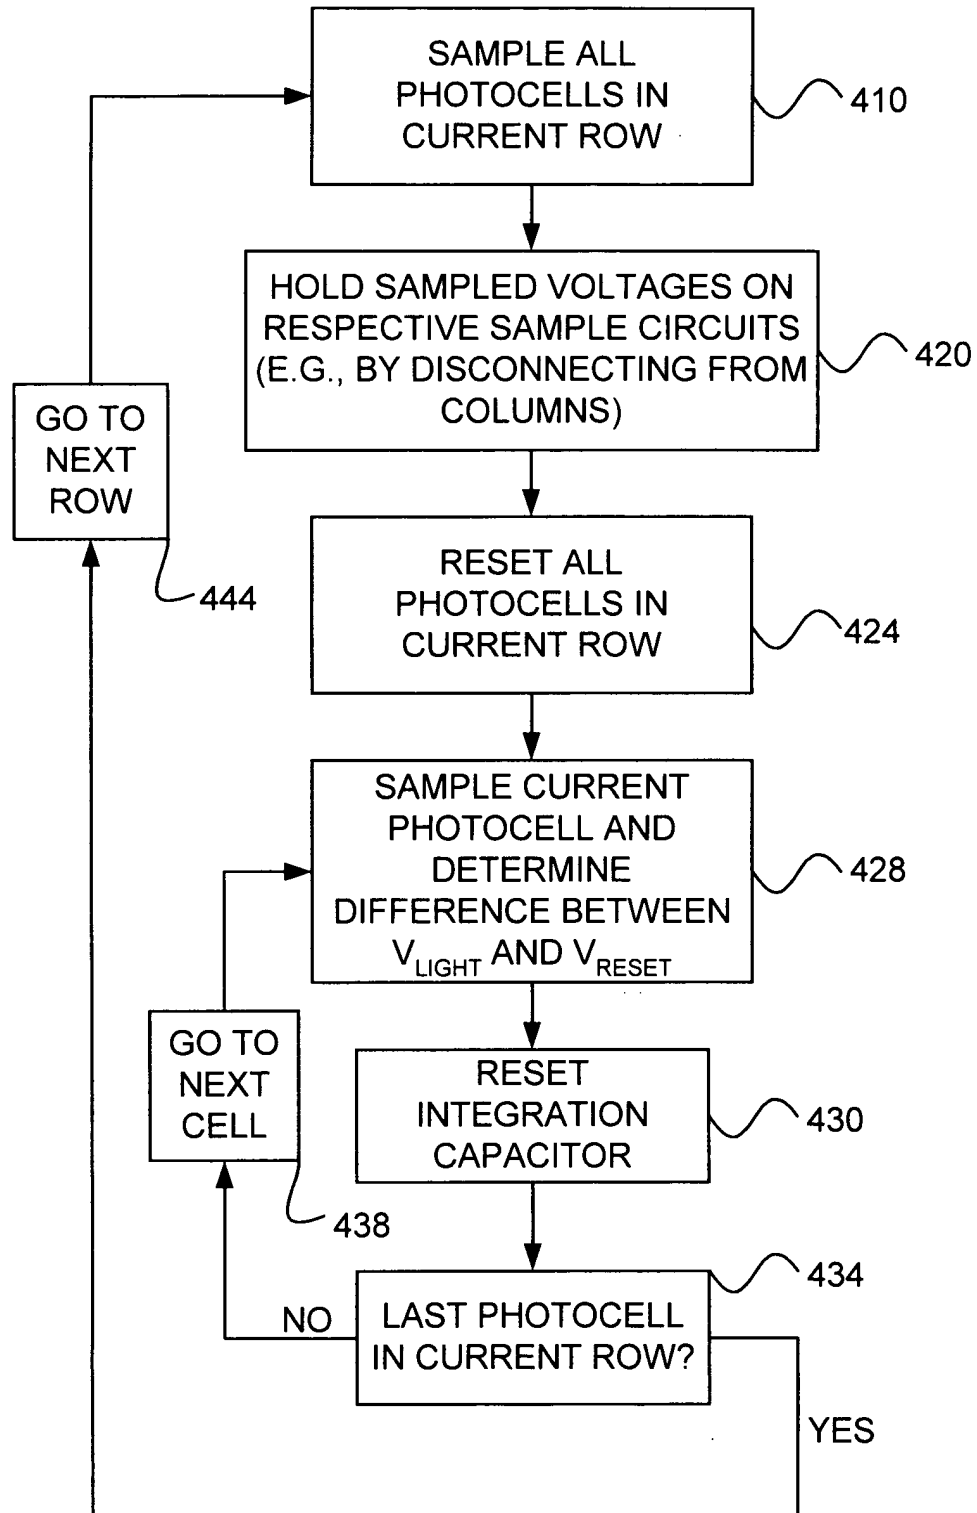 SAMPLE ALL
PHOTOCELLS IN
CURRENT ROW
410
HOLD SAMPLED VOLTAGES ON
RESPECTIVE SAMPLE CIRCUITS
(E.G., BY DISCONNECTING FROM
COLUMNS)
420
GO TO
NEXT
ROW
444
RESET ALL
PHOTOCELLS IN
CURRENT ROW
424
SAMPLE CURRENT
PHOTOCELL AND
DETERMINE
DIFFERENCE BETWEEN
VLIGHT AND VRESET
428
GO TO
NEXT
CELL
438
RESET
INTEGRATION
CAPACITOR
430
LAST PHOTOCELL
IN CURRENT ROW?
434
NO
YES